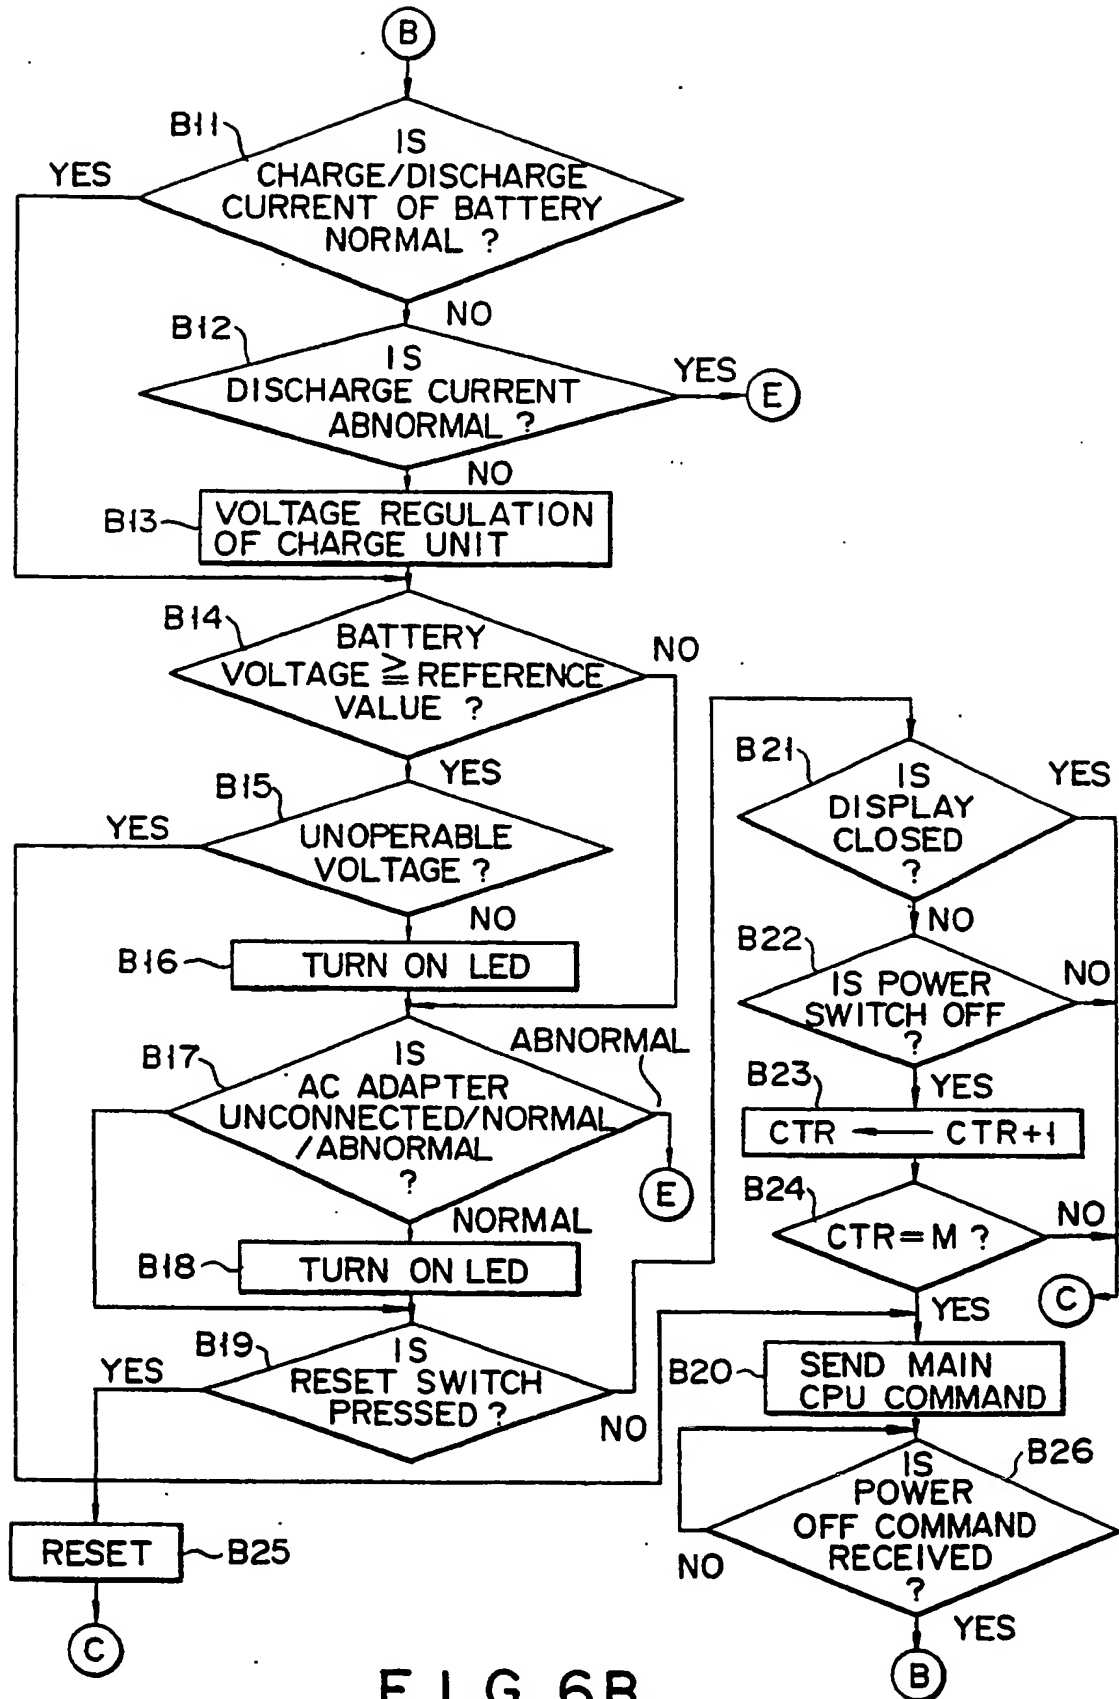 B
B11
IS
CHARGE/DISCHARGE
CURRENT OF BATTERY
NORMAL ?
YES
NO
B12
IS
DISCHARGE CURRENT
ABNORMAL ?
YES
E
NO
B13
VOLTAGE REGULATION
OF CHARGE UNIT
B14
BATTERY
VOLTAGE ≧ REFERENCE
VALUE ?
NO
YES
B15
UNOPERABLE
VOLTAGE ?
YES
NO
B16
TURN ON LED
B17
IS
AC ADAPTER
UNCONNECTED/NORMAL
/ABNORMAL
?
ABNORMAL
E
NORMAL
B18
TURN ON LED
B19
IS
RESET SWITCH
PRESSED ?
YES
NO
RESET
B25
C
B21
IS
DISPLAY
CLOSED
?
YES
NO
B22
IS POWER
SWITCH OFF
?
NO
YES
B23
CTR ← CTR+1
B24
CTR=M ?
NO
C
YES
B20
SEND MAIN
CPU COMMAND
B26
IS
POWER
OFF COMMAND
RECEIVED
?
NO
YES
B
FIG. 6B